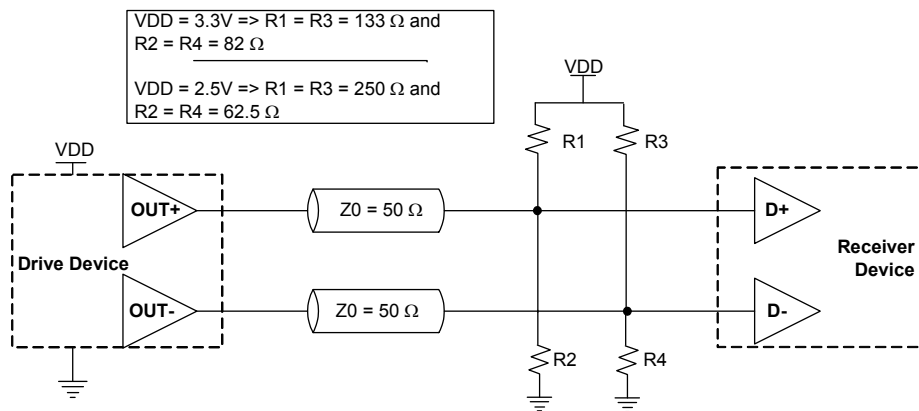 VDD = 3.3V => R1 = R3 = 133 Ω and
R2 = R4 = 82 Ω
VDD = 2.5V => R1 = R3 = 250 Ω and
R2 = R4 = 62.5 Ω
VDD
R1
R3
VDD
OUT+
Z0 = 50 Ω
D+
Drive Device
Receiver
Device
OUT-
Z0 = 50 Ω
D-
R2
R4